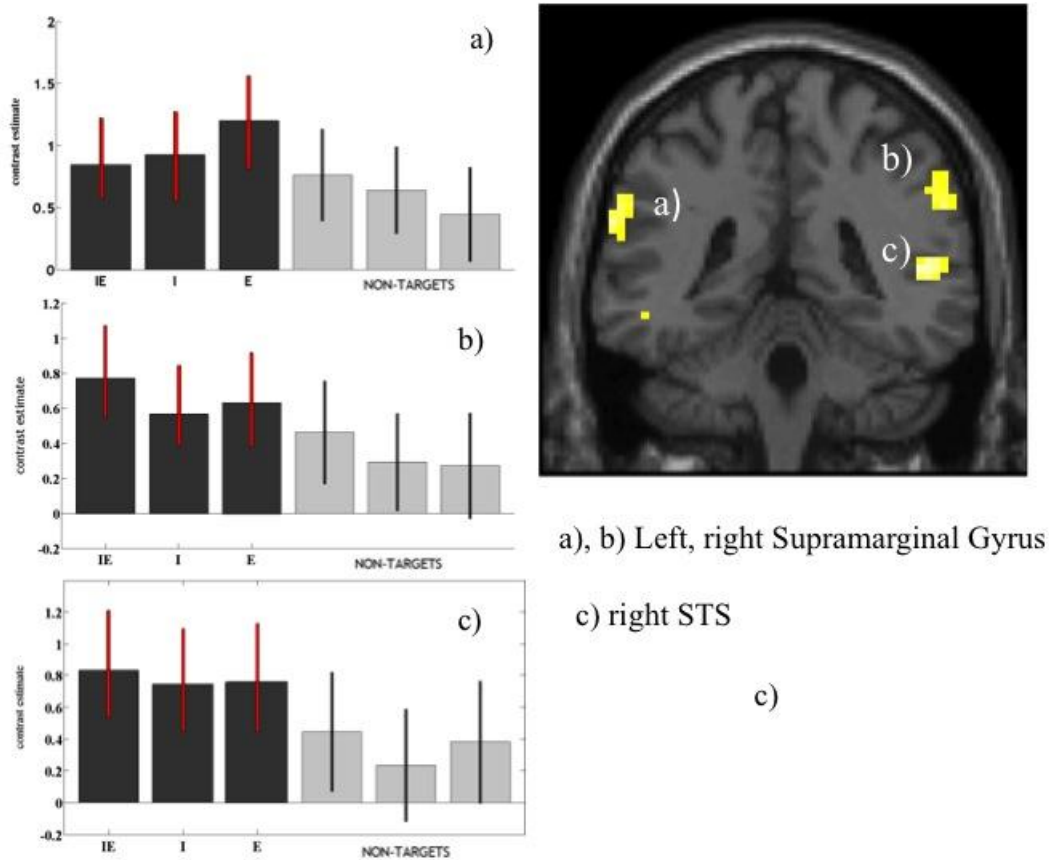 a)
2
1.5
1
0.5
0
contrast estimate
IE I E NON-TARGETS
b)
1.2
1
0.8
0.6
0.4
0.2
0
-0.2
contrast estimate
IE I E NON-TARGETS
c)
1.2
1
0.8
0.6
0.4
0.2
0
-0.2
contrast estimate
IE I E NON-TARGETS
b)
a)
c)
a), b) Left, right Supramarginal Gyrus
c) right STS
c)